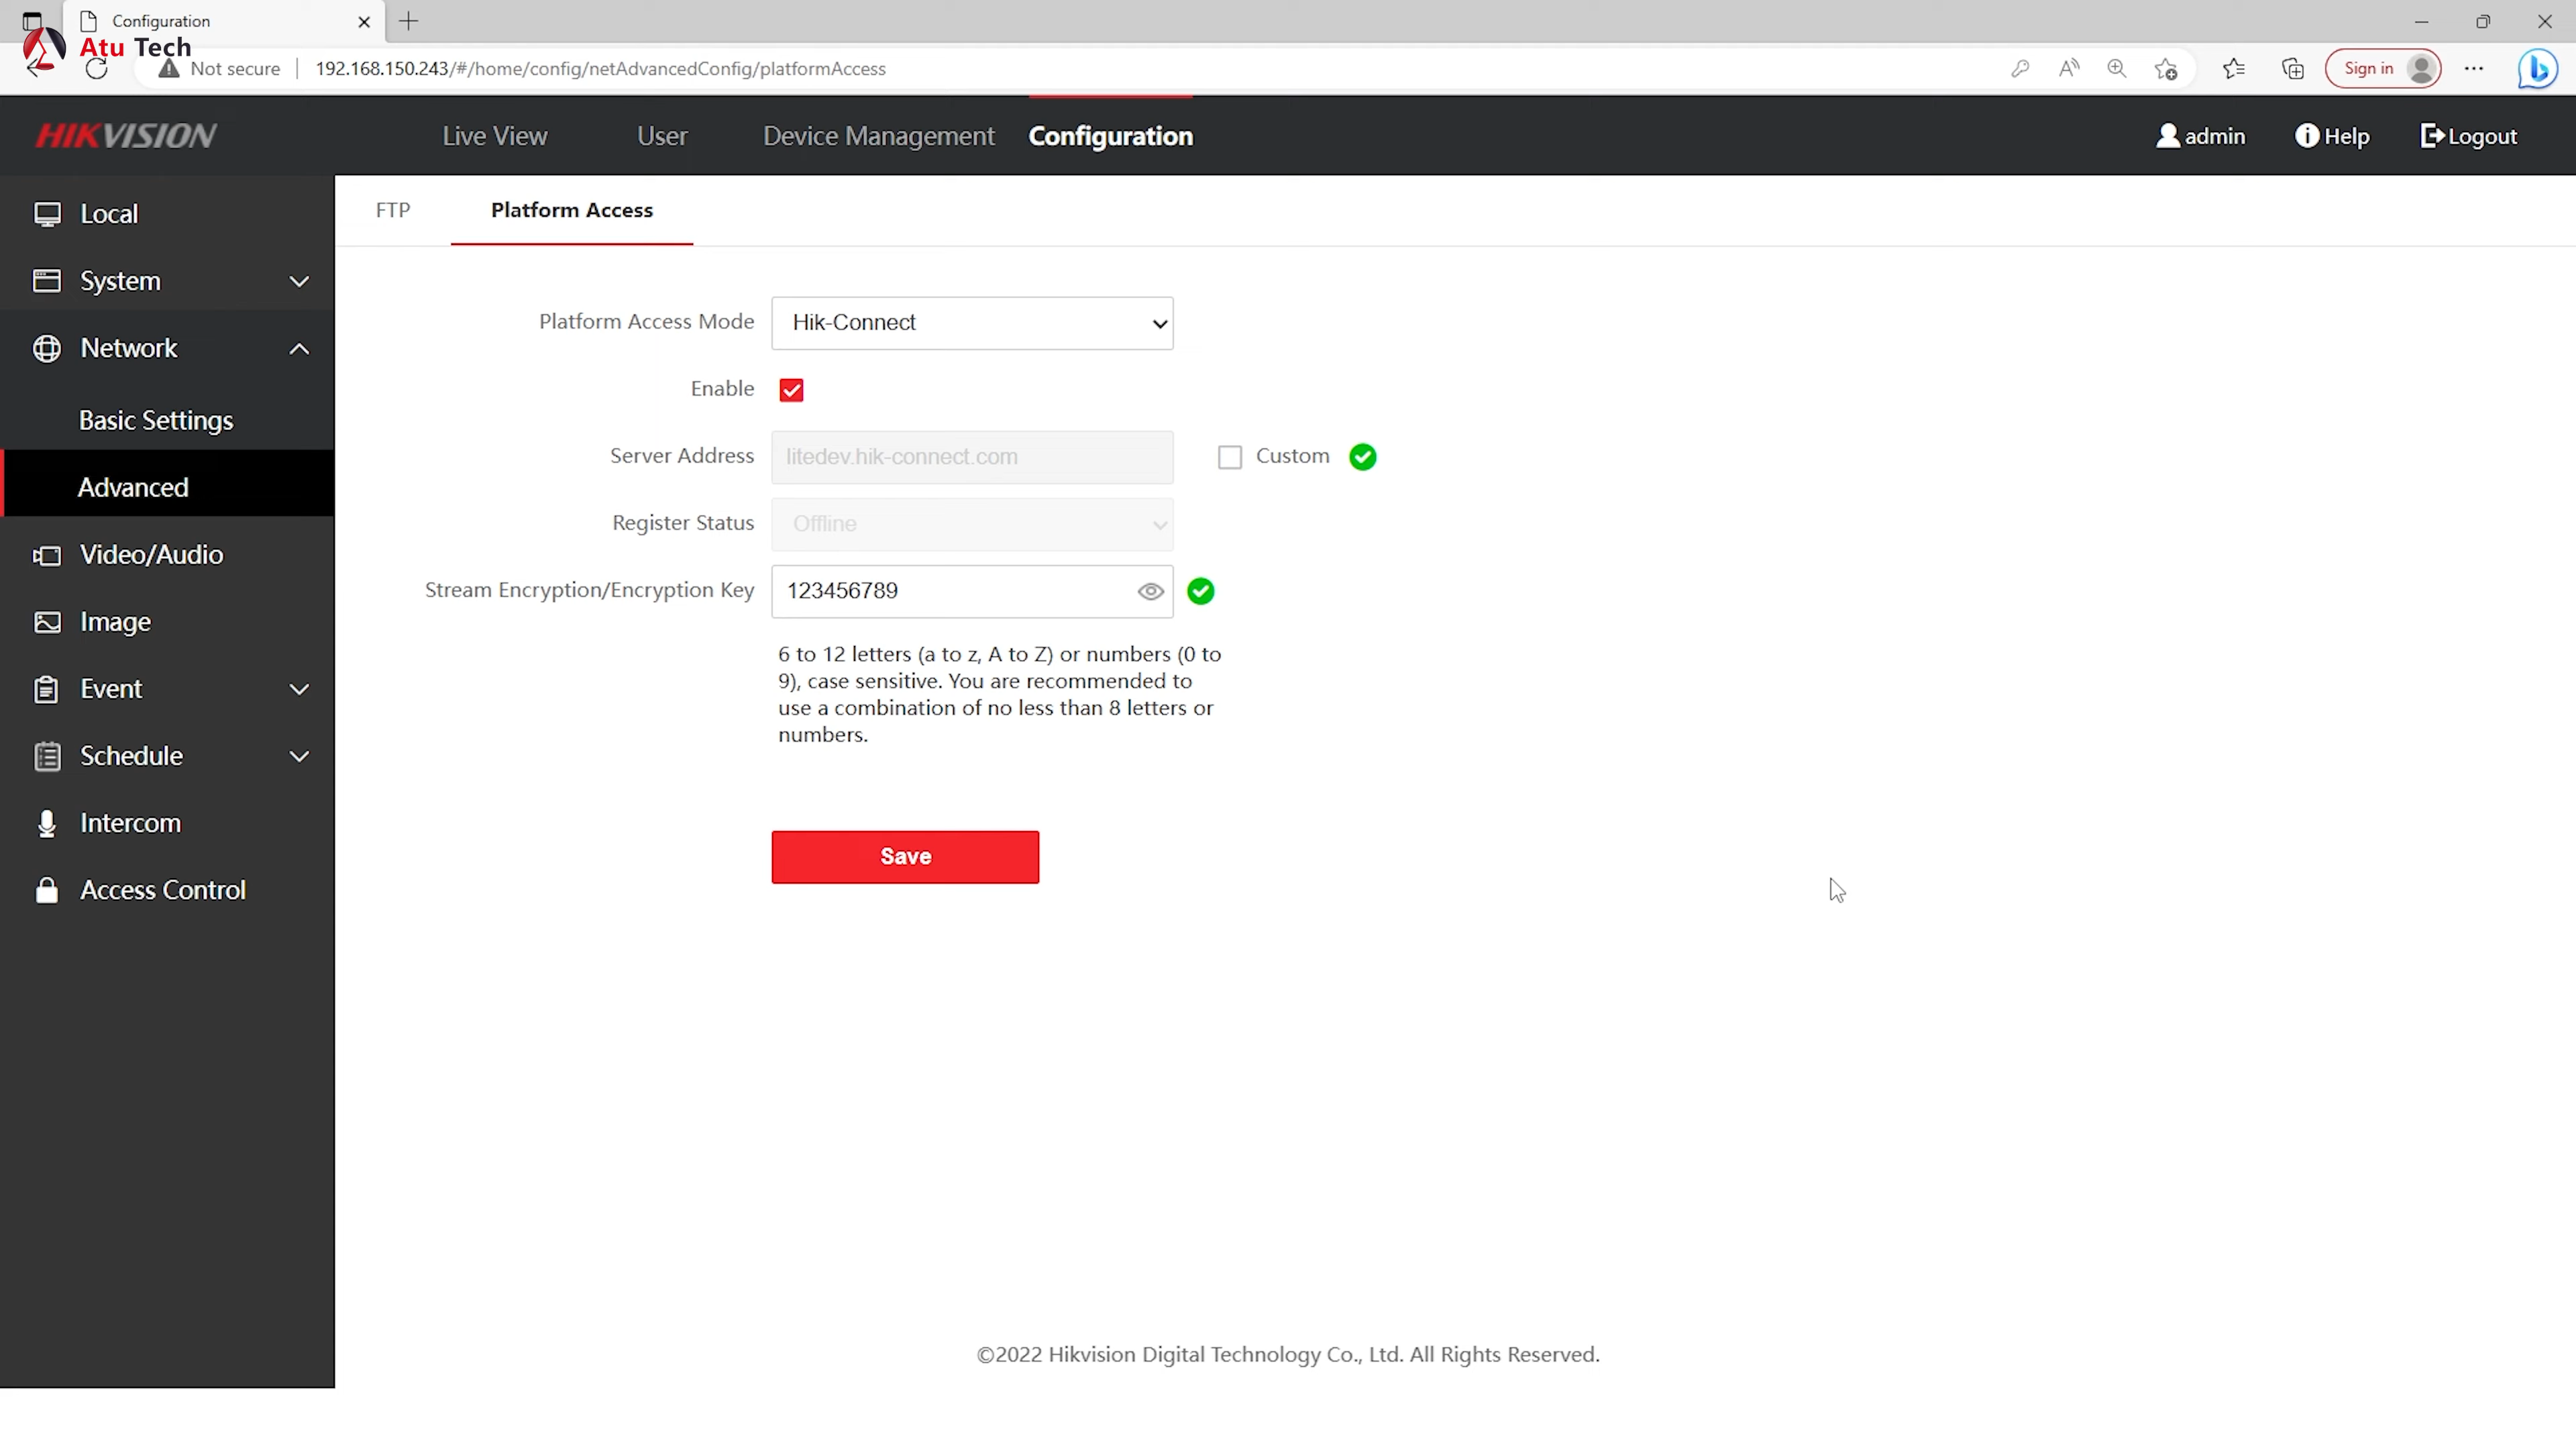 Configuration
Atu Tech
Not secure
192.168.150.243/#/home/config/netAdvancedConfig/platformAccess
Sign in
HIKVISION
Live View
User
Device Management
Configuration
admin
Help
Logout
Local
System
Network
Basic Settings
Advanced
Video/Audio
Image
Event
Schedule
Intercom
Access Control
FTP
Platform Access
Platform Access Mode
Hik-Connect
Enable
Server Address
litedev.hik-connect.com
Custom
Register Status
Offline
Stream Encryption/Encryption Key
123456789
6 to 12 letters (a to z, A to Z) or numbers (0 to
9), case sensitive. You are recommended to
use a combination of no less than 8 letters or
numbers.
Save
©2022 Hikvision Digital Technology Co., Ltd. All Rights Reserved.